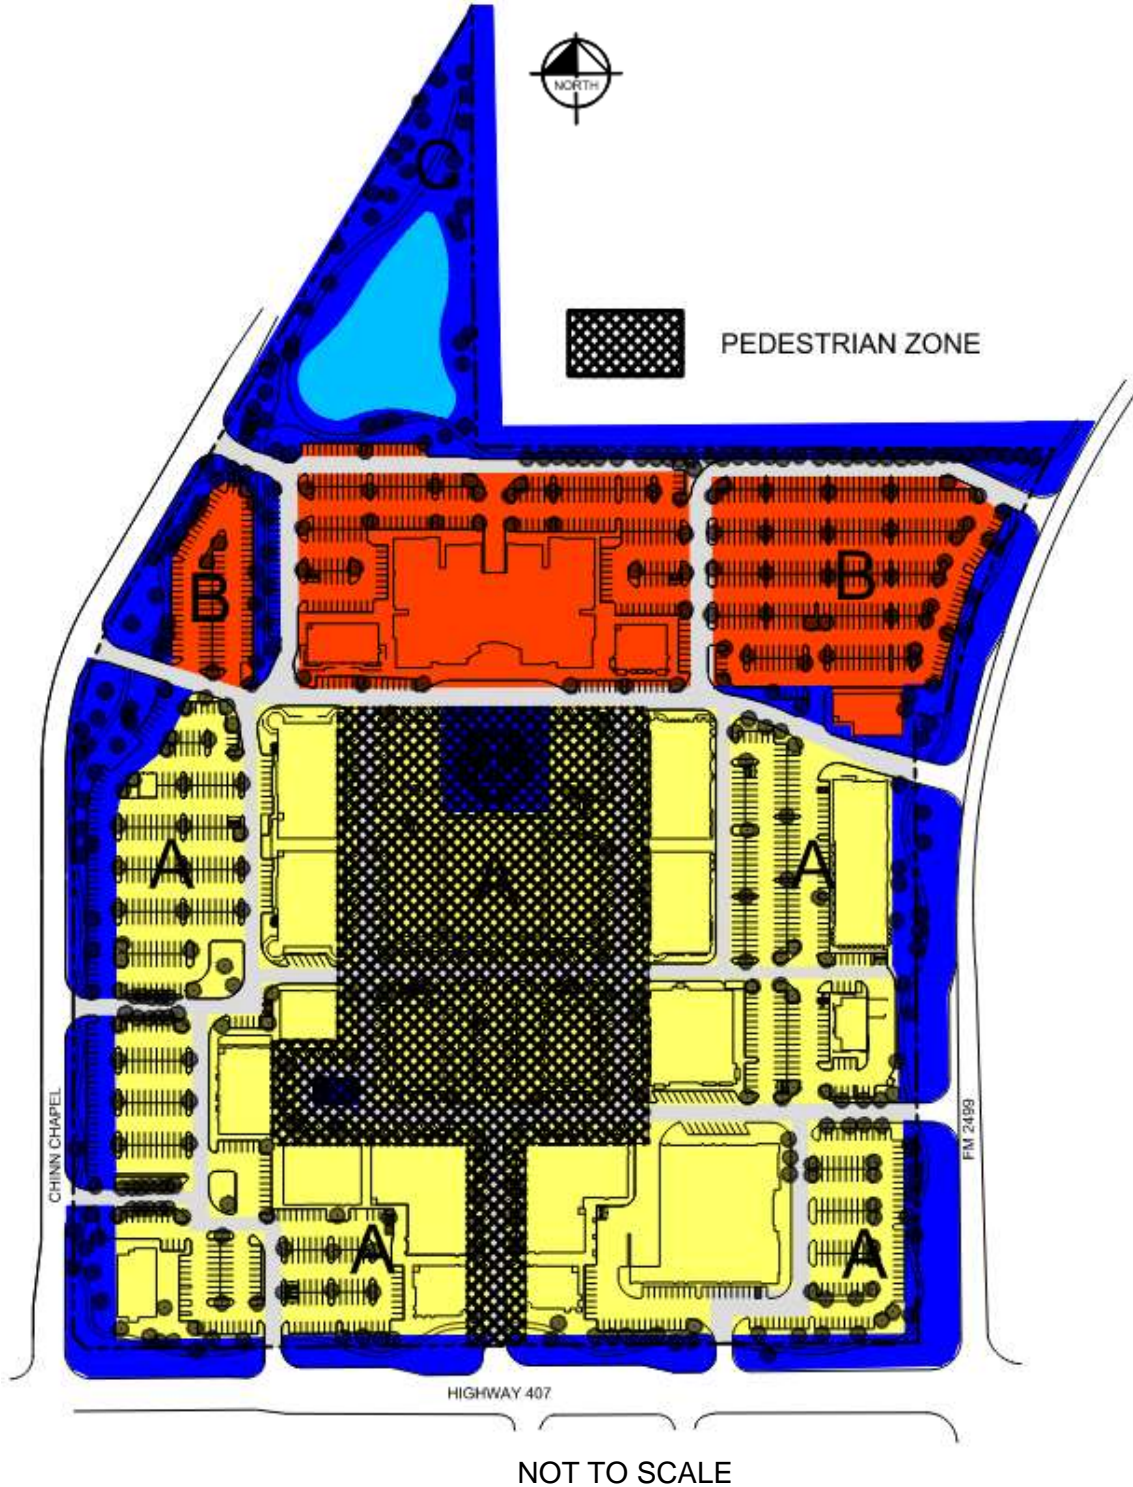 C
NORTH
PEDESTRIAN ZONE
B
B
A
A
A
CHINN CHAPEL
FM 2499
A
A
HIGHWAY 407
NOT TO SCALE